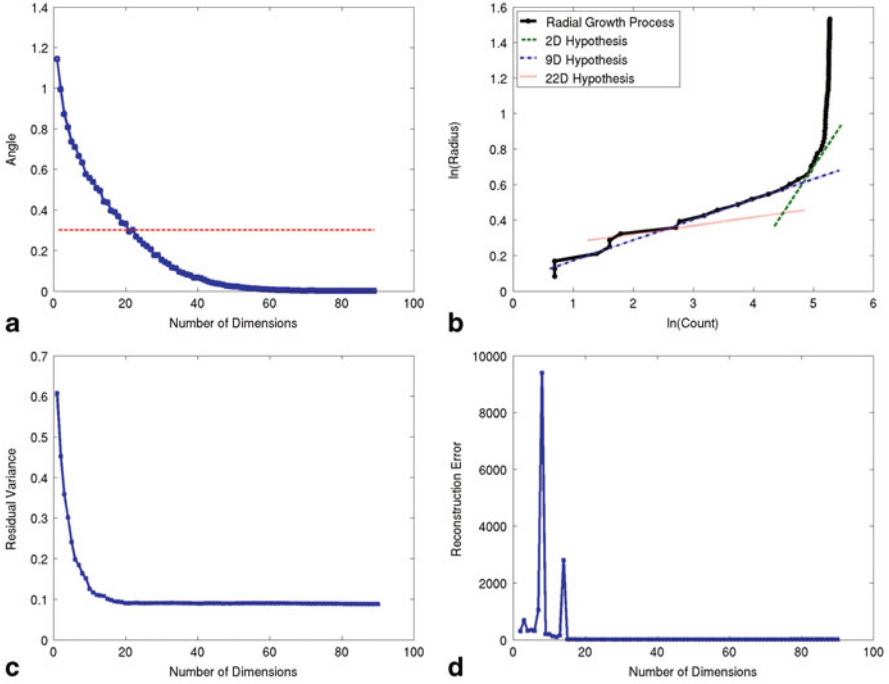 1.4
1.2
1
0.8
0.6
0.4
0.2
0
0 20 40 60 80 100
Angle
Number of Dimensions
a
1.6
1.4
1.2
1
0.8
0.6
0.4
0.2
0
0 1 2 3 4 5 6
ln(Radius)
ln(Count)
Radial Growth Process
2D Hypothesis
9D Hypothesis
22D Hypothesis
b
0.7
0.6
0.5
0.4
0.3
0.2
0.1
0
0 20 40 60 80 100
Residual Variance
Number of Dimensions
c
10000
8000
6000
4000
2000
0
0 20 40 60 80 100
Reconstruction Error
Number of Dimensions
d